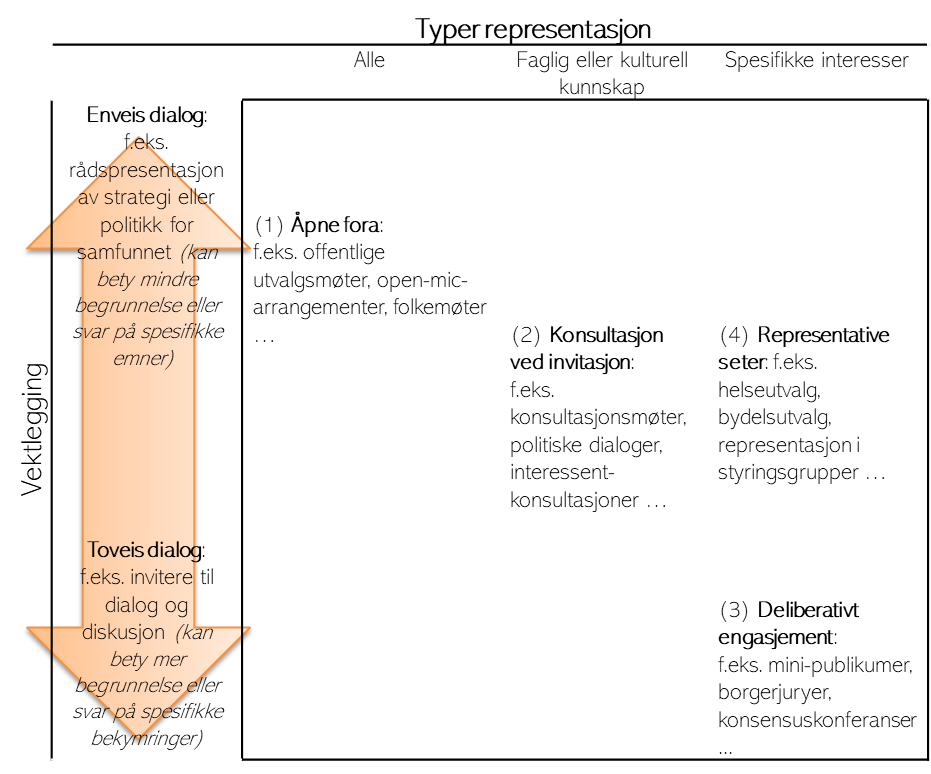 Typer representasjon
Alle
Faglig eller kulturell
kunnskap
Spesifikke interesser
Vektlegging
Enveis dialog:
f.eks.
rådspresentasjon
av strategi eller
politikk for
samfunnet (kan
bety mindre
begrunnelse eller
svar på spesifikke
emner)
Toveis dialog:
f.eks. invitere til
dialog og
diskusjon (kan
bety mer
begrunnelse eller
svar på spesifikke
bekymringer)
(1) Åpne fora:
f.eks. offentlige
utvalgsmøter, open-mic-
arrangementer, folkemøter
…
(2) Konsultasjon
ved invitasjon:
f.eks.
konsultasjonsmøter,
politiske dialoger,
interessent-
konsultasjoner …
(4) Representative
seter: f.eks.
helseutvalg,
bydelsutvalg,
representasjon i
styringsgrupper …
(3) Deliberativt
engasjement:
f.eks. mini-publikumer,
borgerjuryer,
konsensuskonferanser
...